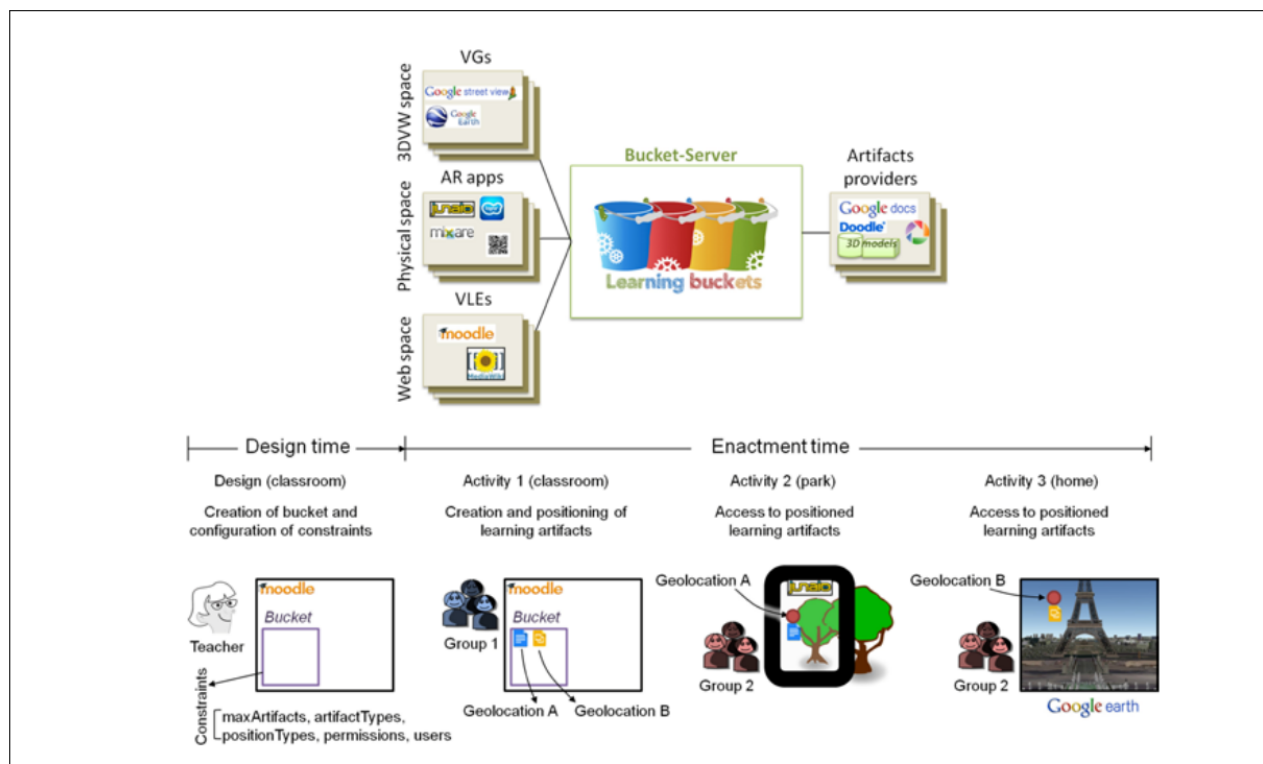 VGs
3DVW space
Google street view
Google Earth
AR apps
Physical space
junaio
mixare
VLEs
Web space
moodle
MediaWiki
Bucket-Server
Learning buckets
Artifacts
providers
Google docs
Doodle
3D models
Design time
Enactment time
Design (classroom)
Creation of bucket and
configuration of constraints
Activity 1 (classroom)
Creation and positioning of
learning artifacts
Activity 2 (park)
Access to positioned
learning artifacts
Activity 3 (home)
Access to positioned
learning artifacts
moodle
Bucket
Teacher
Constraints
maxArtifacts, artifactTypes,
positionTypes, permissions, users
moodle
Bucket
Group 1
Geolocation A
Geolocation B
Geolocation A
junaio
Group 2
Geolocation B
Group 2
Google earth